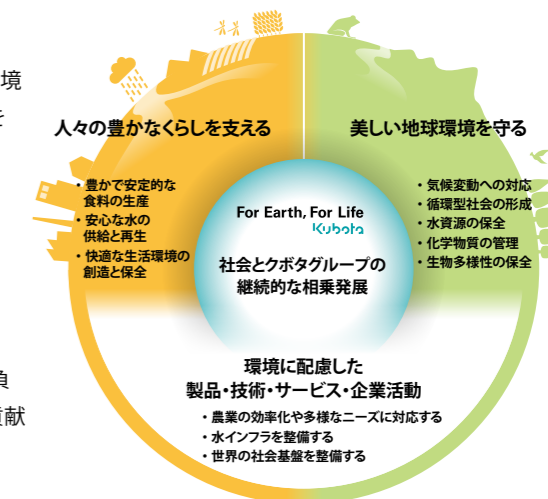 境
人々の豊かなくらしを支える
美しい地球環境を守る
・豊かで安定的な
食料の生産
・安心な水の
供給と再生
・快適な生活環境の
創造と保全
・気候変動への対応
・循環型社会の形成
・水資源の保全
・化学物質の管理
・生物多様性の保全
For Earth, For Life
Kubota
社会とクボタグループの
継続的な相乗発展
環境に配慮した
製品・技術・サービス・企業活動
・農業の効率化や多様なニーズに対応する
・水インフラを整備する
・世界の社会基盤を整備する
献